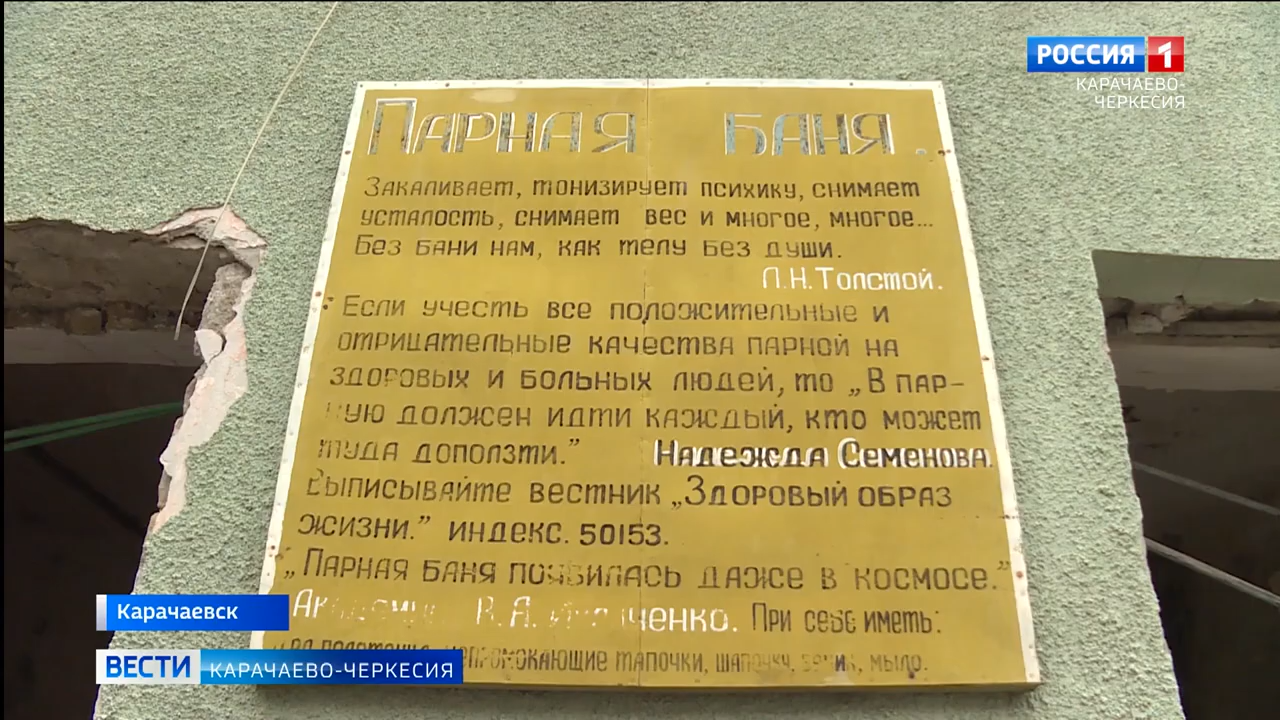 РОССИЯ 1
КАРАЧАЕВО-
ЧЕРКЕСИЯ
ПАРНАЯ БАНЯ.
Закаливает, тонизирует психику, снимает
усталость, снимает вес и многое, многое...
Без бани нам, как телу без души.
Л.Н.Толстой.
Если учесть все положительные и
отрицательные качества парной на
здоровых и больных людей, то „В пар-
ную должен идти каждый, кто может
туда доползти.”
Надежда Семенова.
Выписывайте вестник „Здоровый образ
жизни.” индекс. 50153.
„Парная баня появилась даже в космосе.”
В.А. При себе иметь:
тапочки, шапочку, веник, мыло.
Карачаевск
ВЕСТИ КАРАЧАЕВО-ЧЕРКЕСИЯ